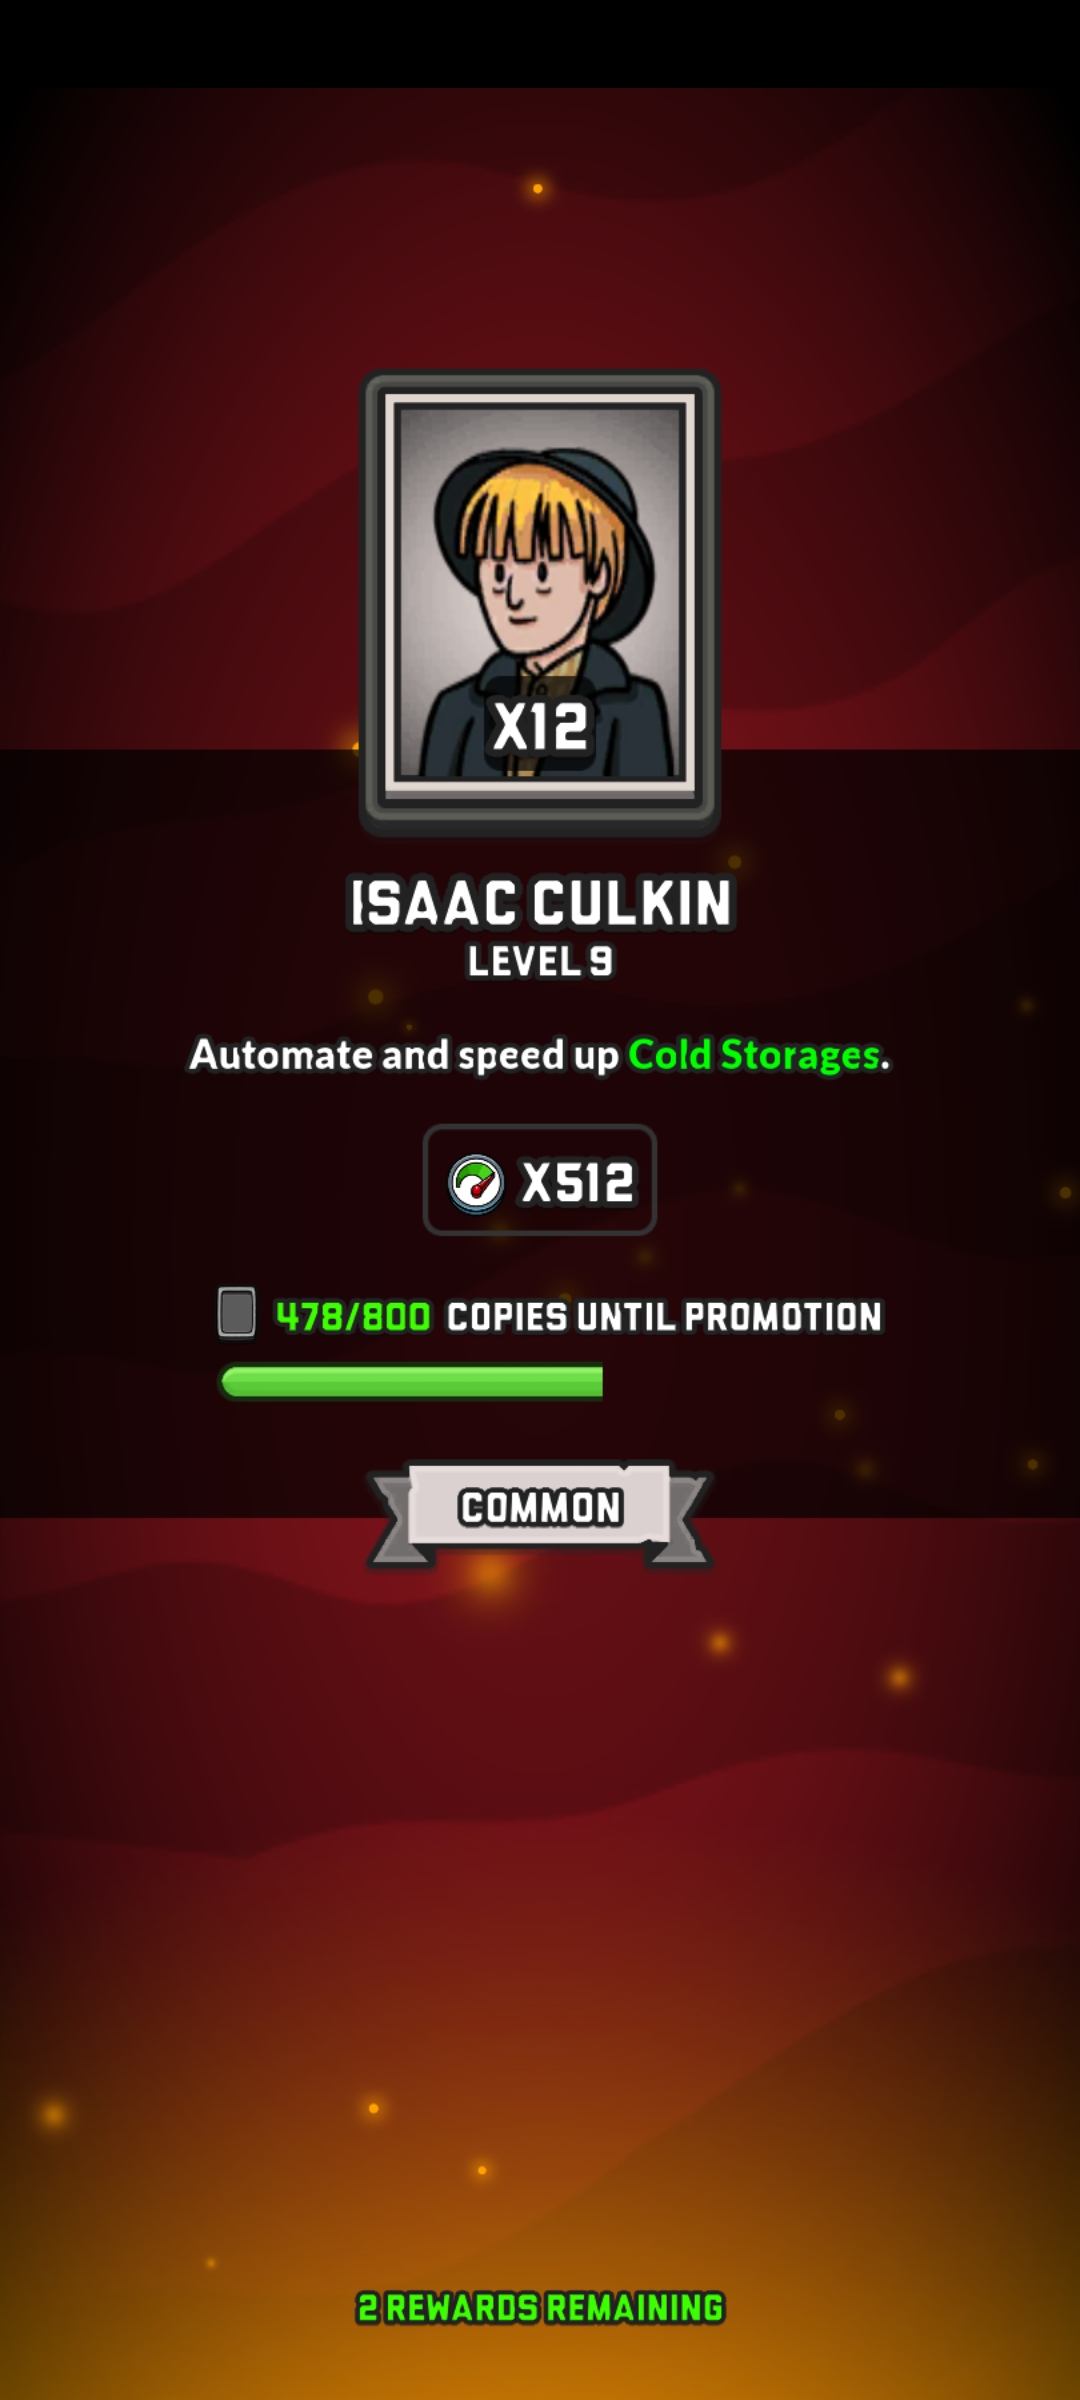 X12
ISAAC CULKIN
LEVEL 9
Automate and speed up Cold Storages.
X512
478/800 COPIES UNTIL PROMOTION
COMMON
2 REWARDS REMAINING